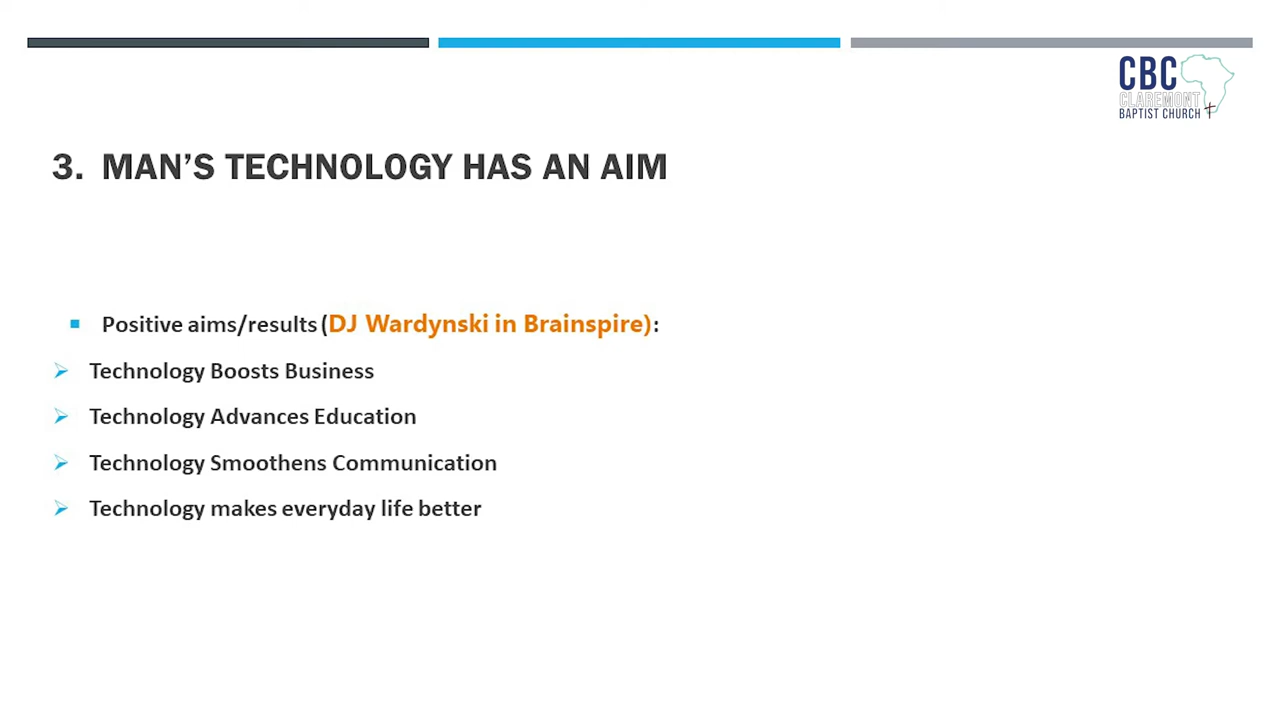 CBC
CLAREMONT
BAPTIST CHURCH
3. MAN'S TECHNOLOGY HAS AN AIM
Positive aims/results (DJ Wardynski in Brainspire):
Technology Boosts Business
Technology Advances Education
Technology Smoothens Communication
Technology makes everyday life better